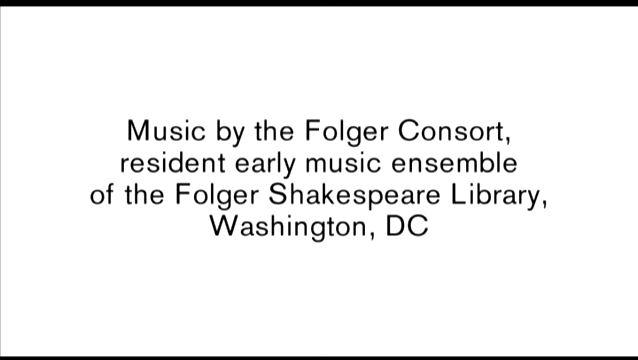 Music by the Folger Consort,
resident early music ensemble
of the Folger Shakespeare Library,
Washington, DC